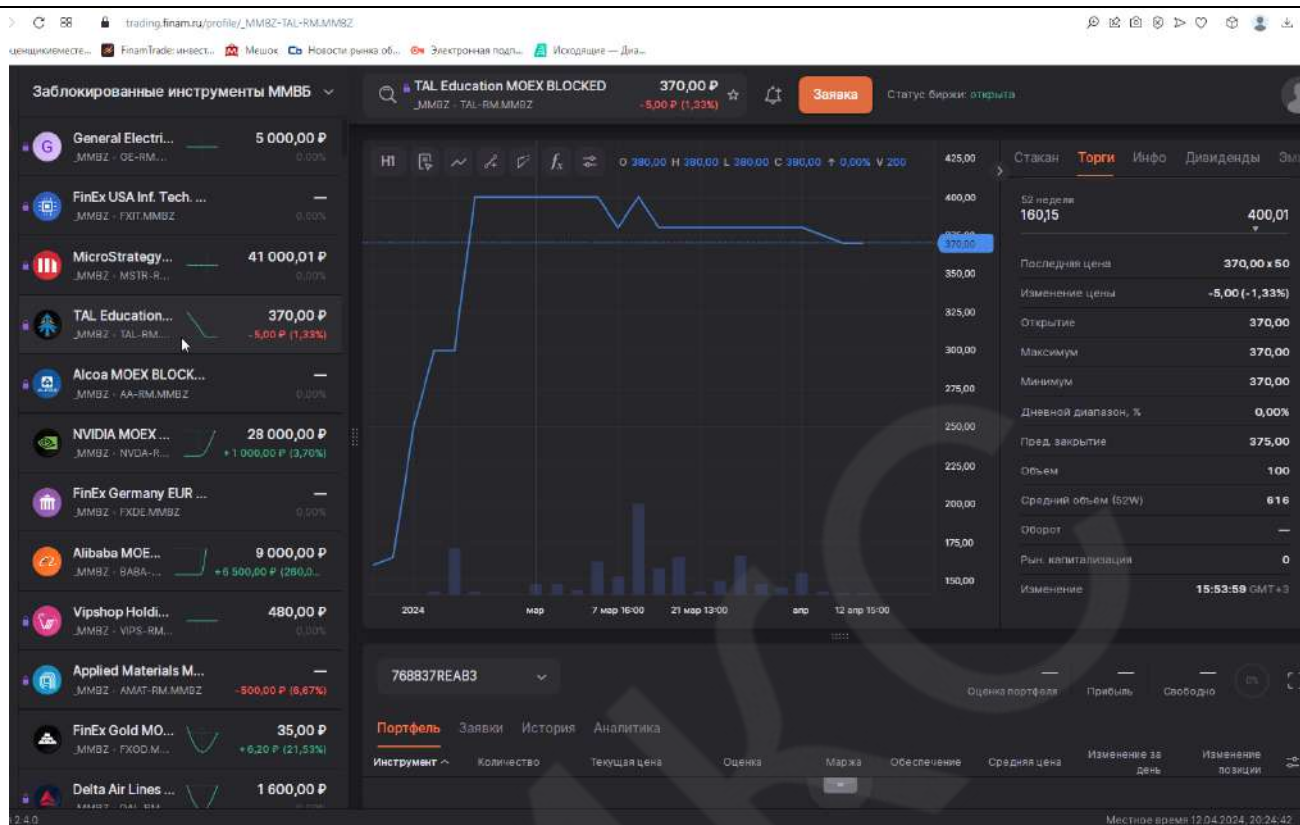 trading.finam.ru/profile/_MMBZ-TAL-RM.MMBZ
ценщикивместе... FinamTrade: инвест... Мешок Новости рынка об... Электронная подп... Исходящие — Диа...
Заблокированные инструменты ММВБ
General Electri... 5 000,00 ₽
_MMBZ - GE-RM... 0,00%
FinEx USA Inf. Tech. ... —
_MMBZ - FXIT.MMBZ 0,00%
MicroStrategy... 41 000,01 ₽
_MMBZ - MSTR-R... 0,00%
TAL Education... 370,00 ₽
_MMBZ - TAL-RM... -5,00 ₽ (1,33%)
Alcoa MOEX BLOCK... —
_MMBZ - AA-RM.MMBZ 0,00%
NVIDIA MOEX ... 28 000,00 ₽
_MMBZ - NVDA-R... +1 000,00 ₽ (3,70%)
FinEx Germany EUR ... —
_MMBZ - FXDE.MMBZ 0,00%
Alibaba MOE... 9 000,00 ₽
_MMBZ - BABA-... +6 500,00 ₽ (260,0...
Vipshop Holdi... 480,00 ₽
_MMBZ - VIPS-RM... 0,00%
Applied Materials M... —
_MMBZ - AMAT-RM.MMBZ -500,00 ₽ (6,67%)
FinEx Gold MO... 35,00 ₽
_MMBZ - FXGD.M... +6,20 ₽ (21,53%)
Delta Air Lines ... 1 600,00 ₽
2.4.0
TAL Education MOEX BLOCKED 370,00 ₽
_MMBZ - TAL-RM.MMBZ -5,00 ₽ (1,33%)
Заявка
Статус биржи: открыта
H1 fx O 380,00 H 380,00 L 380,00 C 380,00 0,00% V 200
425,00
400,00
370,00
350,00
325,00
300,00
275,00
250,00
225,00
200,00
175,00
150,00
2024 мар 7 мар 16:00 21 мар 13:00 апр 12 апр 15:00
Стакан Торги Инфо Дивиденды
52 недели
160,15 400,01
Последняя цена 370,00 x 50
Изменение цены -5,00 (-1,33%)
Открытие 370,00
Максимум 370,00
Минимум 370,00
Дневной диапазон, % 0,00%
Пред. закрытие 375,00
Объем 100
Средний объём (52W) 616
Оборот —
Рын. капитализация 0
Изменение 15:53:59 GMT+3
768837REAB3
Оценка портфеля Прибыль Свободно 0%
Портфель Заявки История Аналитика
Инструмент Количество Текущая цена Оценка Маржа Обеспечение Средняя цена Изменение за день Изменение позиции
Местное время 12.04.2024, 20:24:42